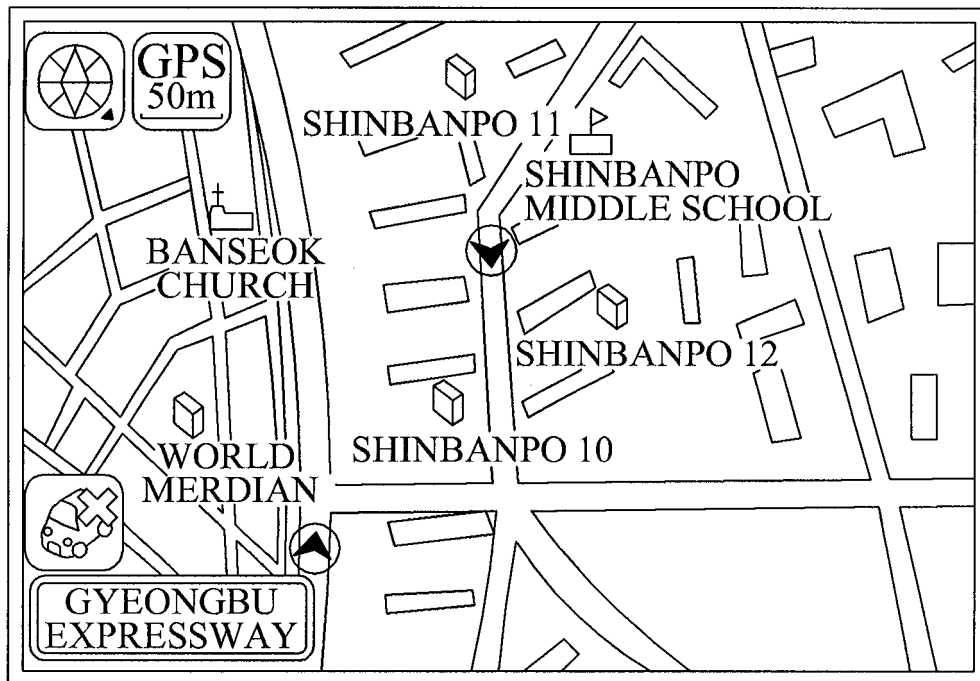 GPS
50m
SHINBANPO 11
SHINBANPO
MIDDLE SCHOOL
BANSEOK
CHURCH
SHINBANPO 12
SHINBANPO 10
WORLD
MERDIAN
GYEONGBU
EXPRESSWAY